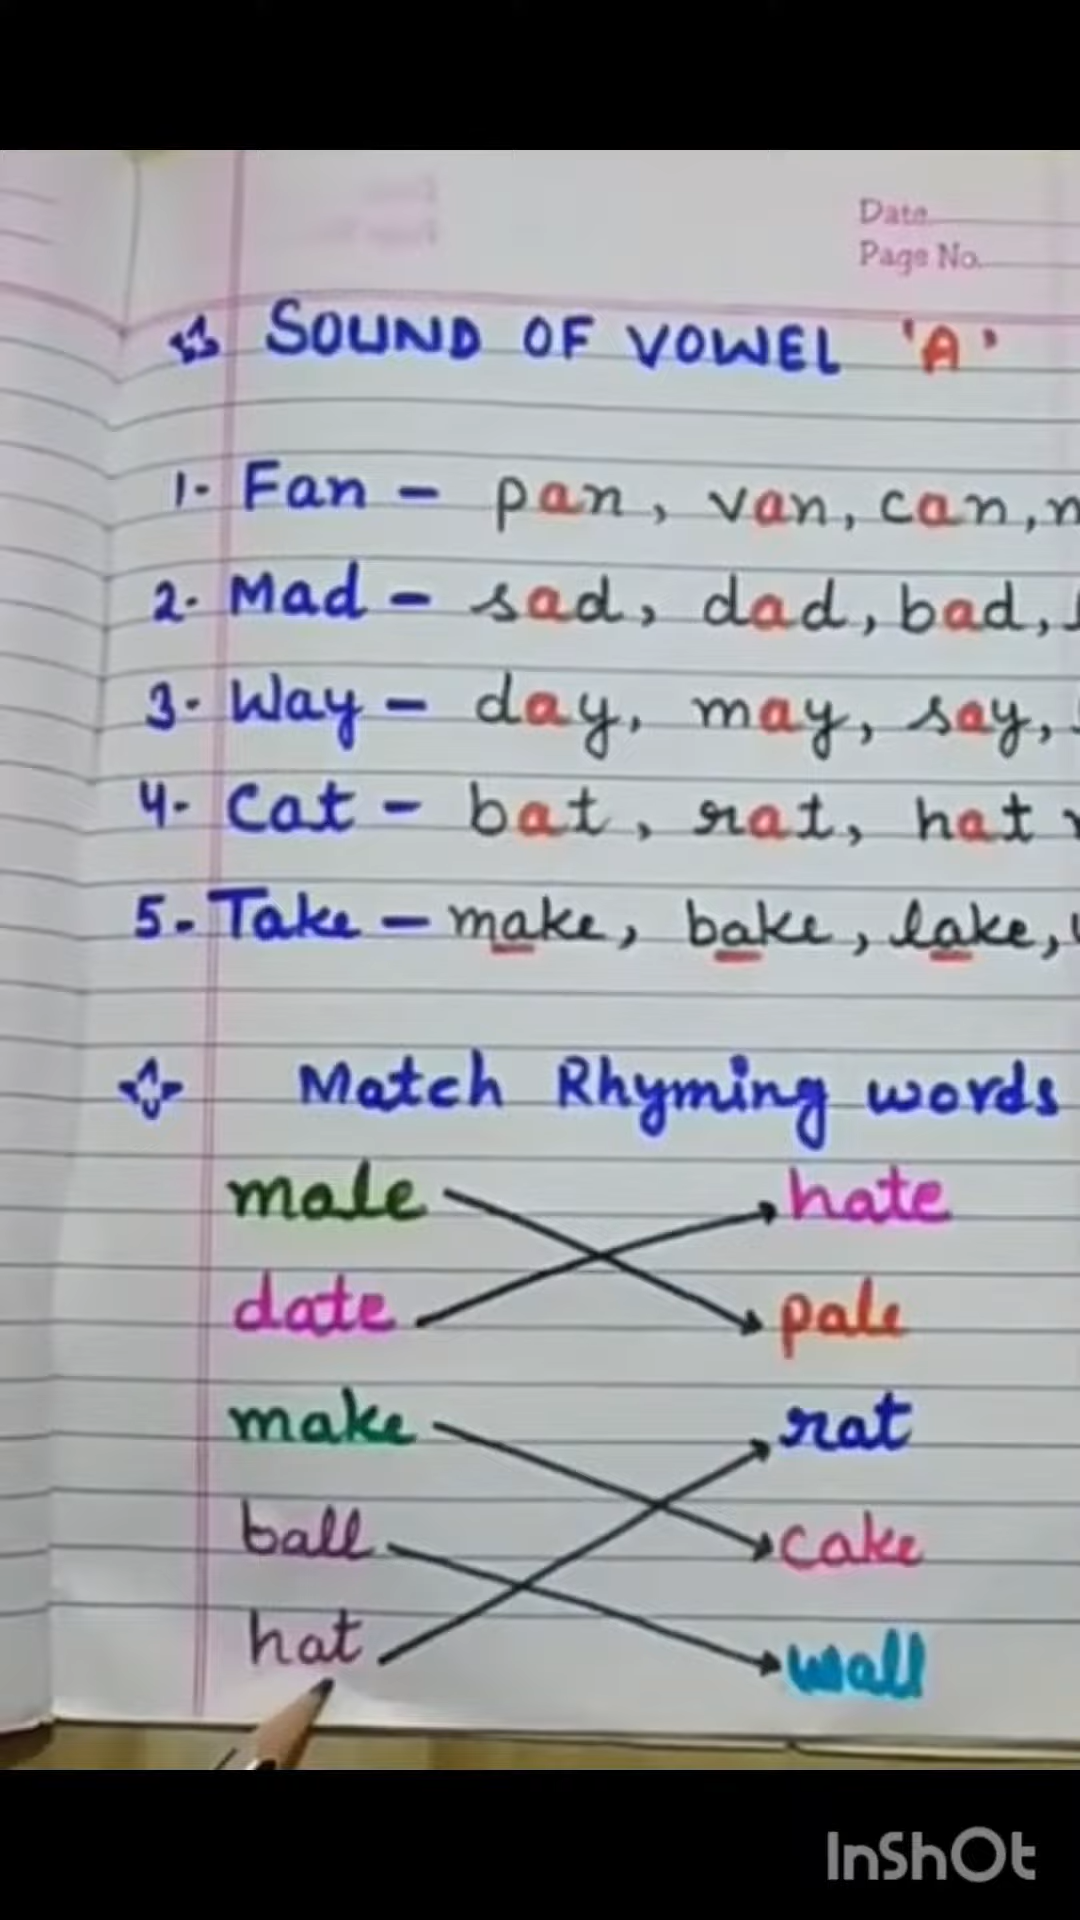 Date
Page No.
SOUND OF VOWEL 'A'
1- Fan - pan, van, can,
2- Mad - sad, dad, bad,
3- Way - day, may, say,
4- Cat - bat, rat, hat
5- Take - make, bake, lake,
Match Rhyming words
male hate
date pale
make rat
ball cake
hat wall
InShOt